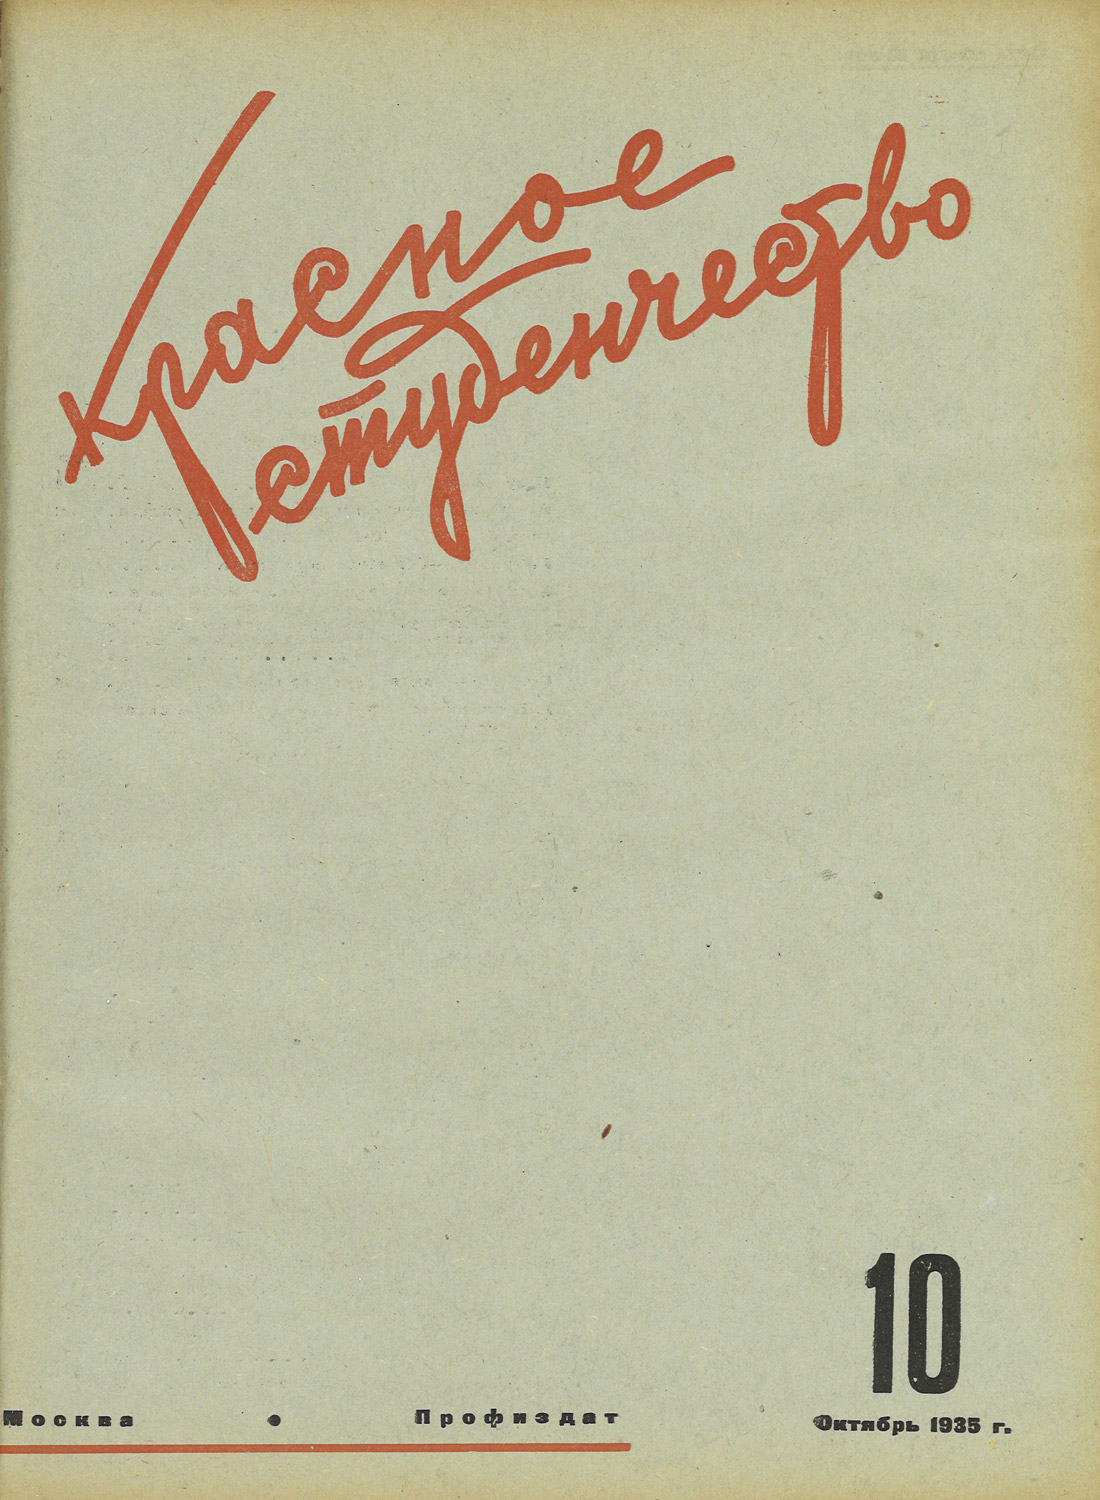 Красное
студенчество
10
Москва • Профиздат
Октябрь 1935 г.